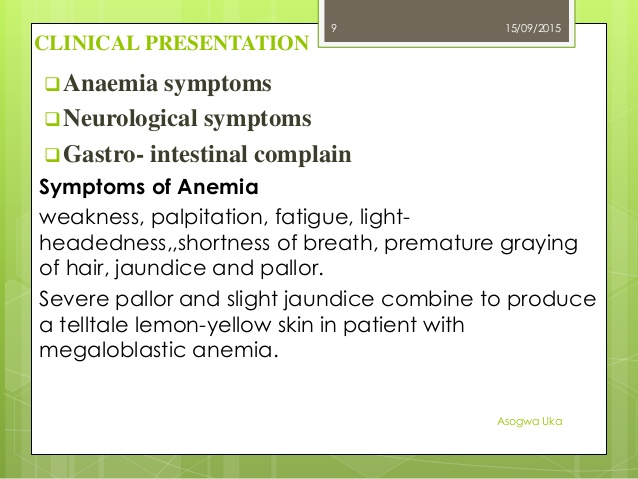 9
15/09/2015
CLINICAL PRESENTATION
Anaemia symptoms
Neurological symptoms
Gastro- intestinal complain
Symptoms of Anemia
weakness, palpitation, fatigue, light-
headedness,,shortness of breath, premature graying
of hair, jaundice and pallor.
Severe pallor and slight jaundice combine to produce
a telltale lemon-yellow skin in patient with
megaloblastic anemia.
Asogwa Uka